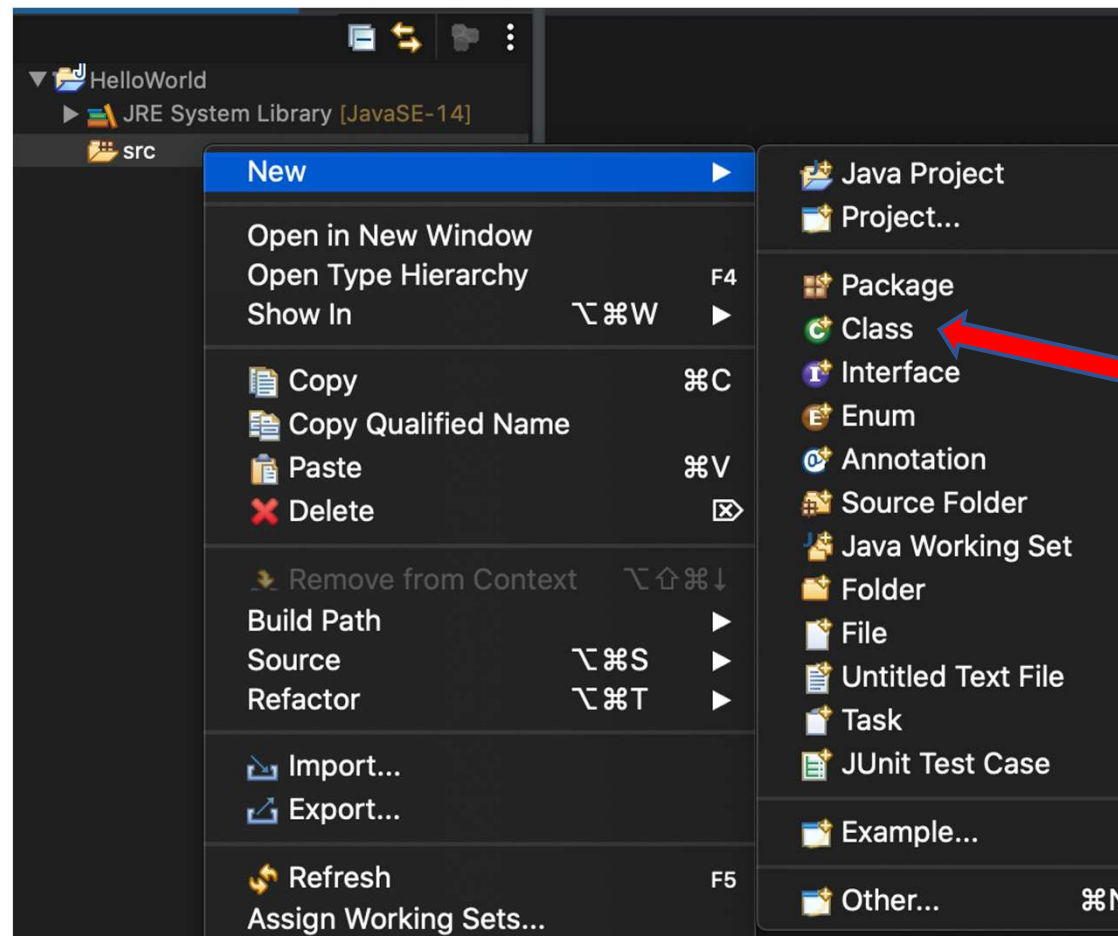 HelloWorld
JRE System Library [JavaSE-14]
src
New
Open in New Window
Open Type Hierarchy F4
Show In ⌥⌘W
Copy ⌘C
Copy Qualified Name
Paste ⌘V
Delete ⌦
Remove from Context ⌥⇧⌘↓
Build Path
Source ⌥⌘S
Refactor ⌥⌘T
Import...
Export...
Refresh F5
Assign Working Sets...
Java Project
Project...
Package
Class
Interface
Enum
Annotation
Source Folder
Java Working Set
Folder
File
Untitled Text File
Task
JUnit Test Case
Example...
Other... ⌘N